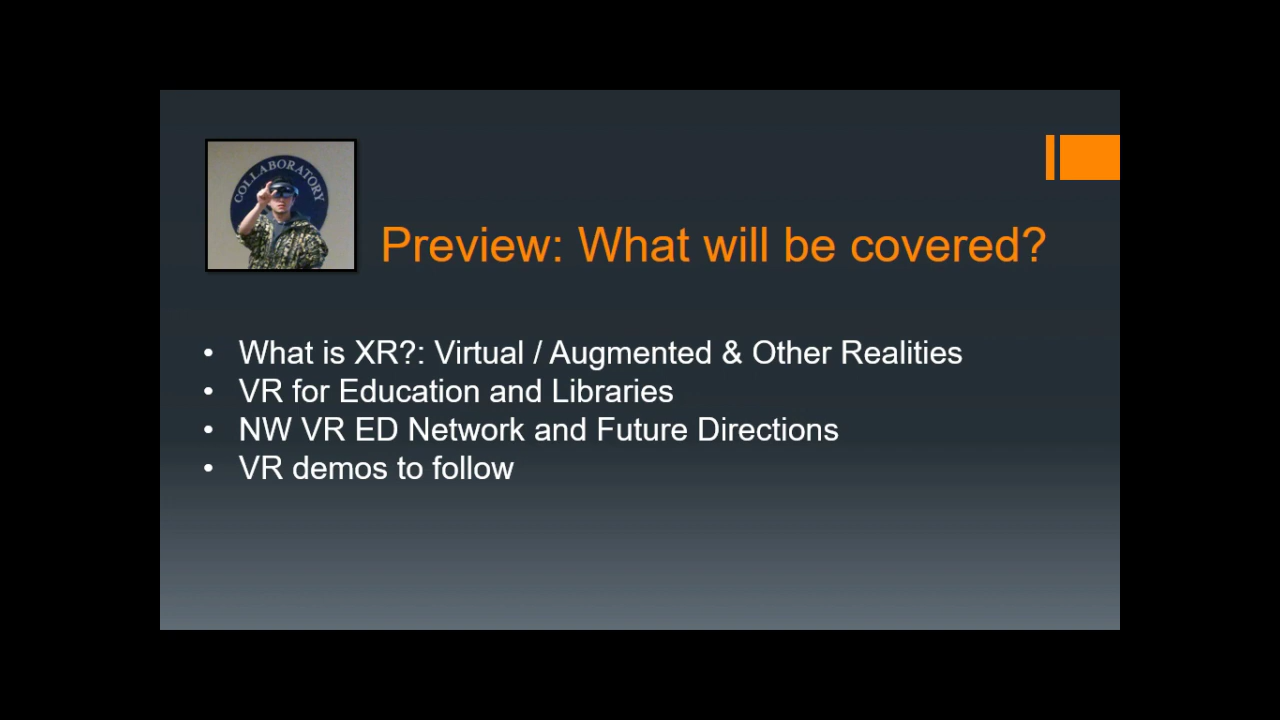 COLLABORATORY
Preview: What will be covered?
• What is XR?: Virtual / Augmented & Other Realities
• VR for Education and Libraries
• NW VR ED Network and Future Directions
• VR demos to follow